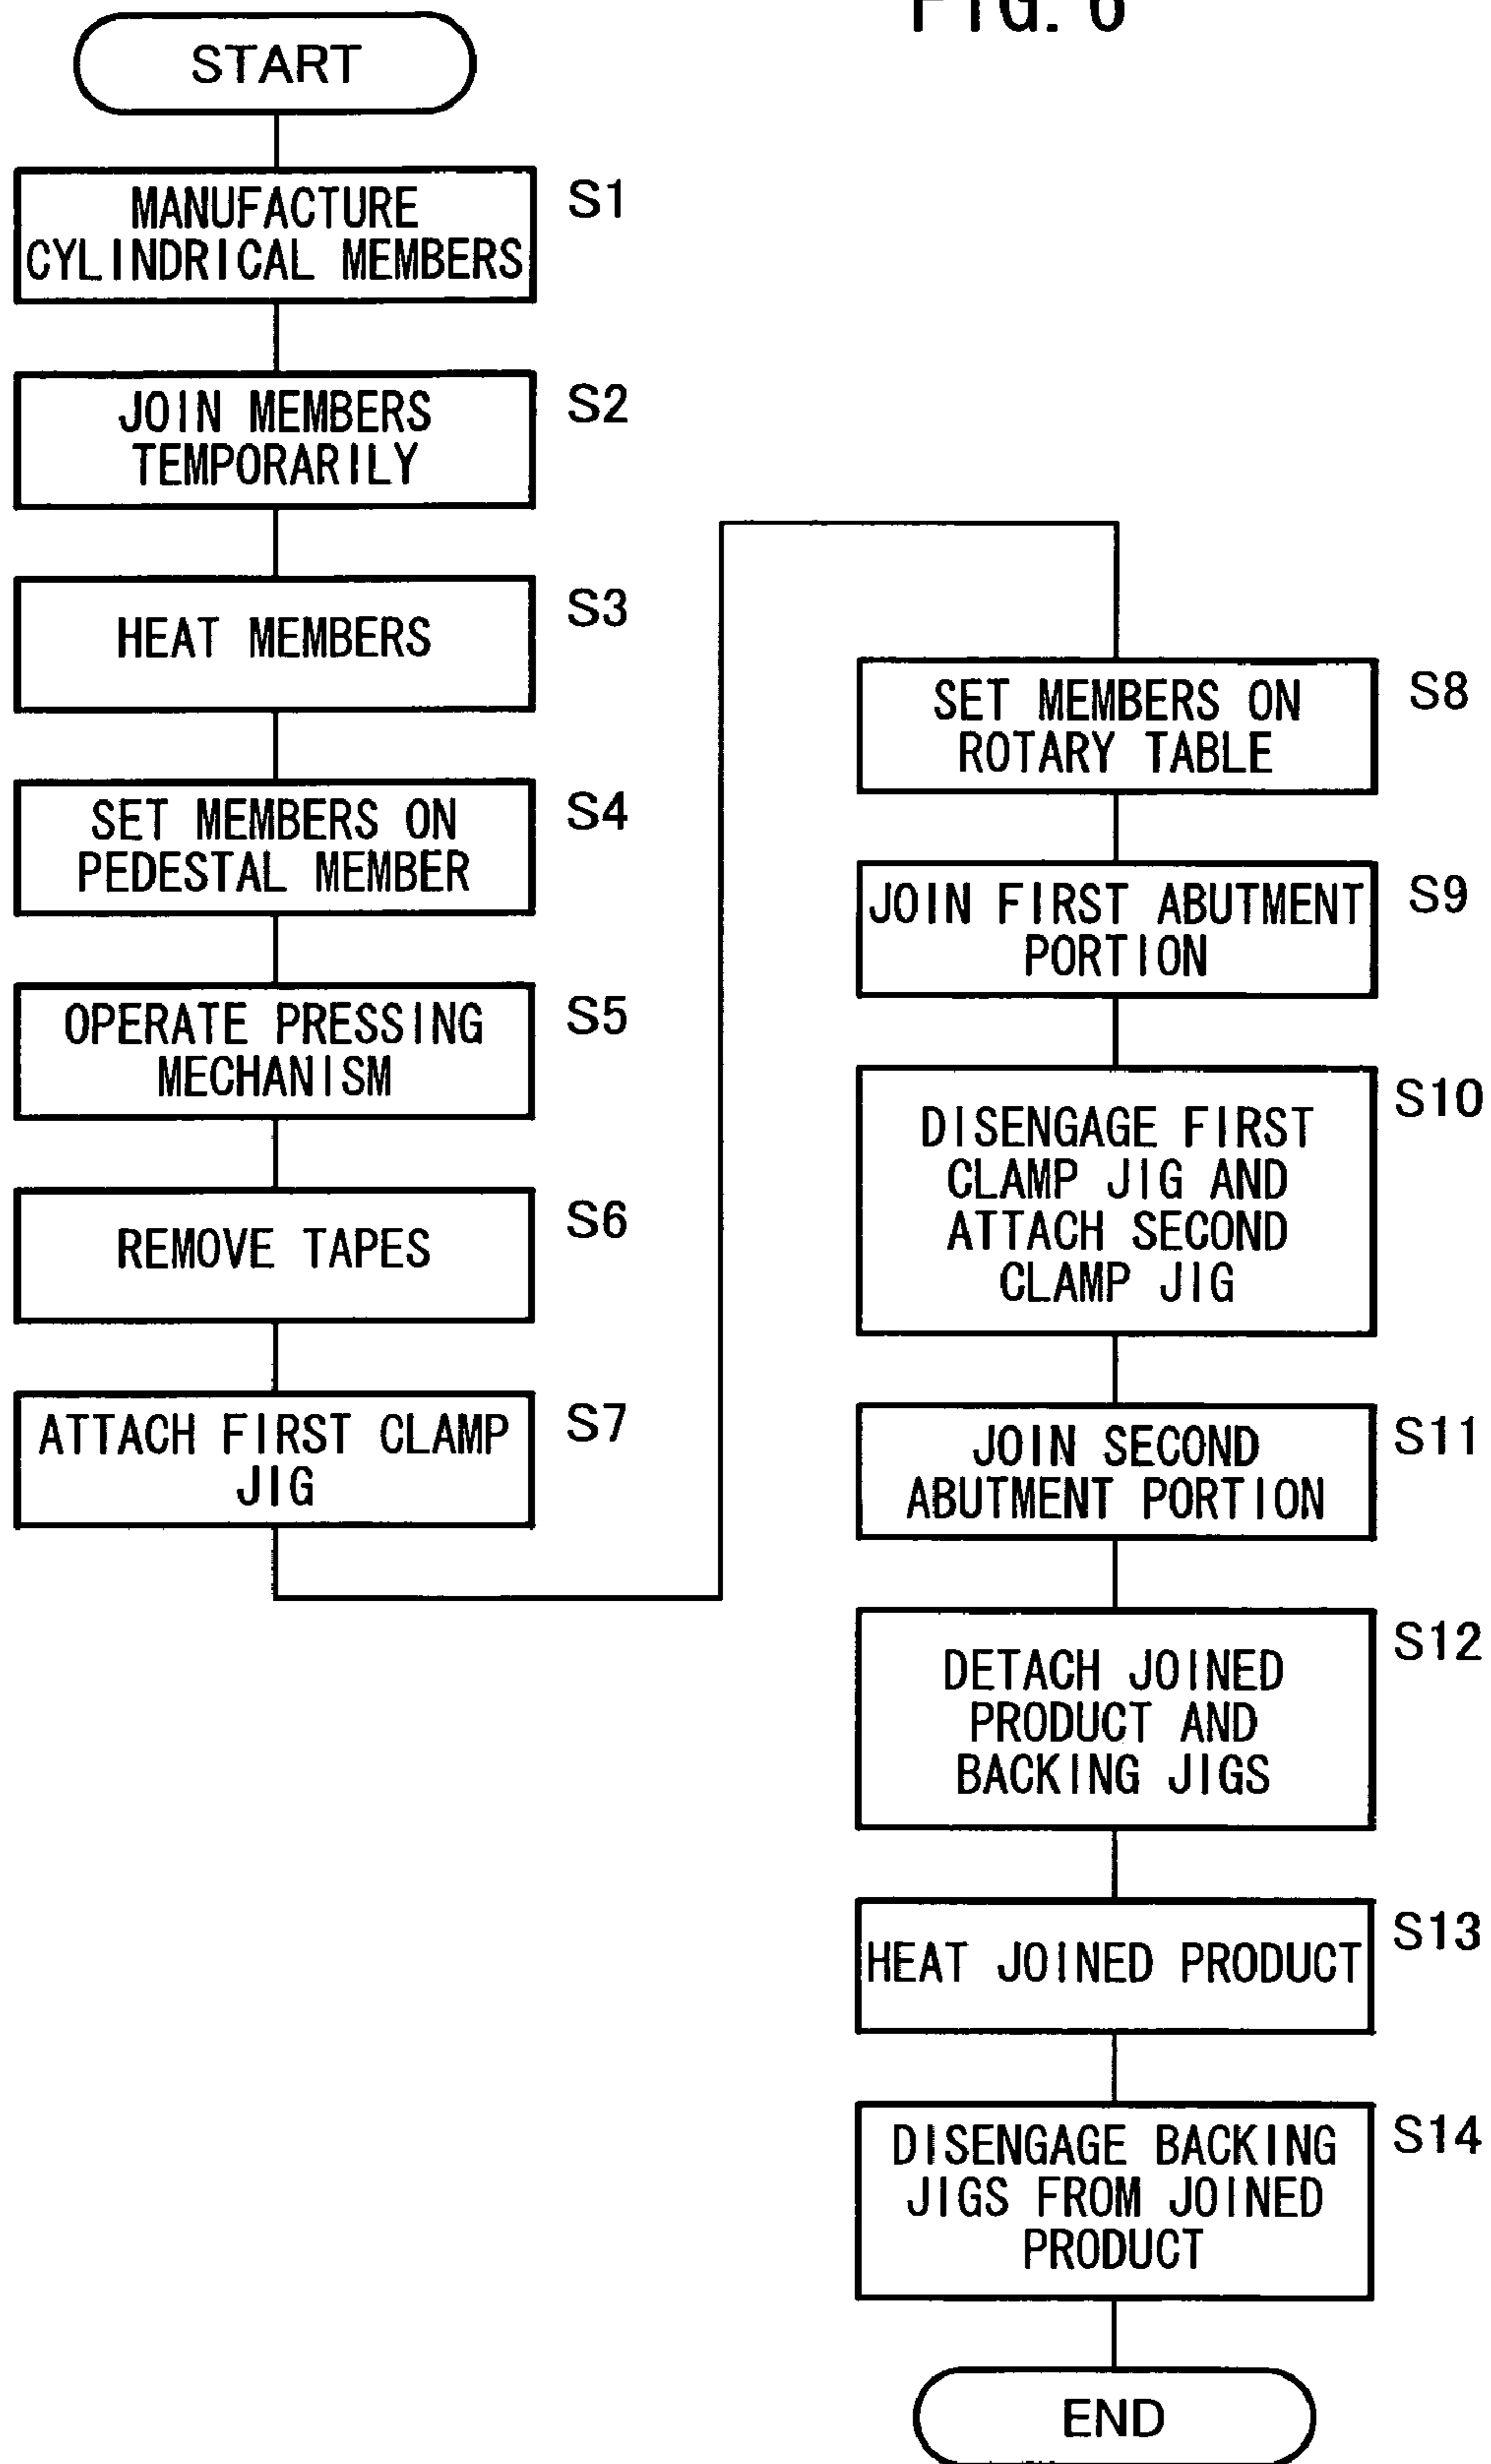 FIG. 6
START
MANUFACTURE
CYLINDRICAL MEMBERS
S1
JOIN MEMBERS
TEMPORARILY
S2
HEAT MEMBERS
S3
SET MEMBERS ON
PEDESTAL MEMBER
S4
OPERATE PRESSING
MECHANISM
S5
REMOVE TAPES
S6
ATTACH FIRST CLAMP
JIG
S7
SET MEMBERS ON
ROTARY TABLE
S8
JOIN FIRST ABUTMENT
PORTION
S9
DISENGAGE FIRST
CLAMP JIG AND
ATTACH SECOND
CLAMP JIG
S10
JOIN SECOND
ABUTMENT PORTION
S11
DETACH JOINED
PRODUCT AND
BACKING JIGS
S12
HEAT JOINED PRODUCT
S13
DISENGAGE BACKING
JIGS FROM JOINED
PRODUCT
S14
END